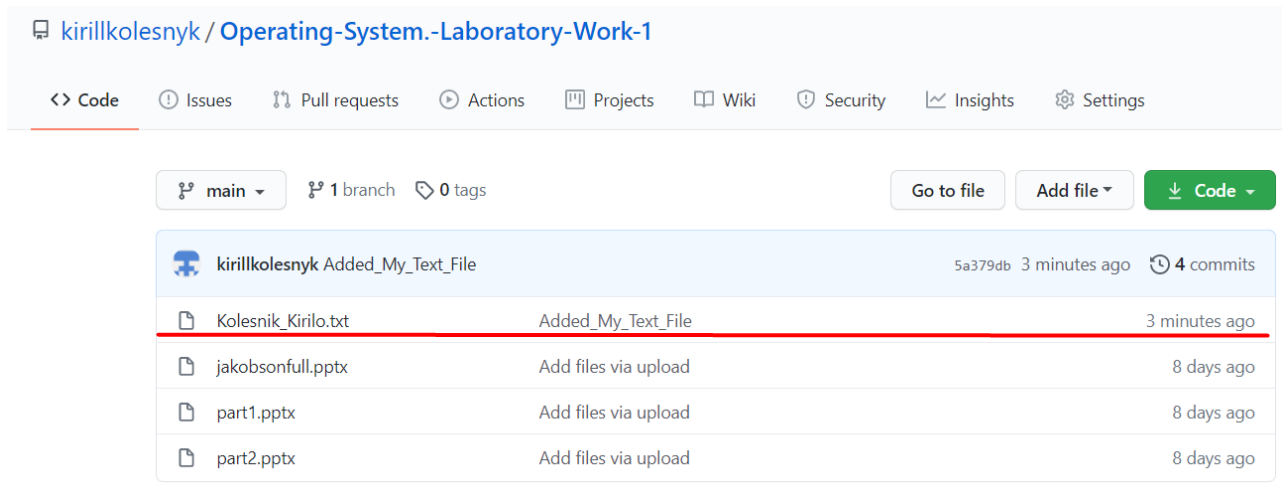 kirillkolesnyk / Operating-System.-Laboratory-Work-1
Code Issues Pull requests Actions Projects Wiki Security Insights Settings
main 1 branch 0 tags Go to file Add file Code
kirillkolesnyk Added_My_Text_File 5a379db 3 minutes ago 4 commits
Kolesnik_Kirilo.txt Added_My_Text_File 3 minutes ago
jakobsonfull.pptx Add files via upload 8 days ago
part1.pptx Add files via upload 8 days ago
part2.pptx Add files via upload 8 days ago